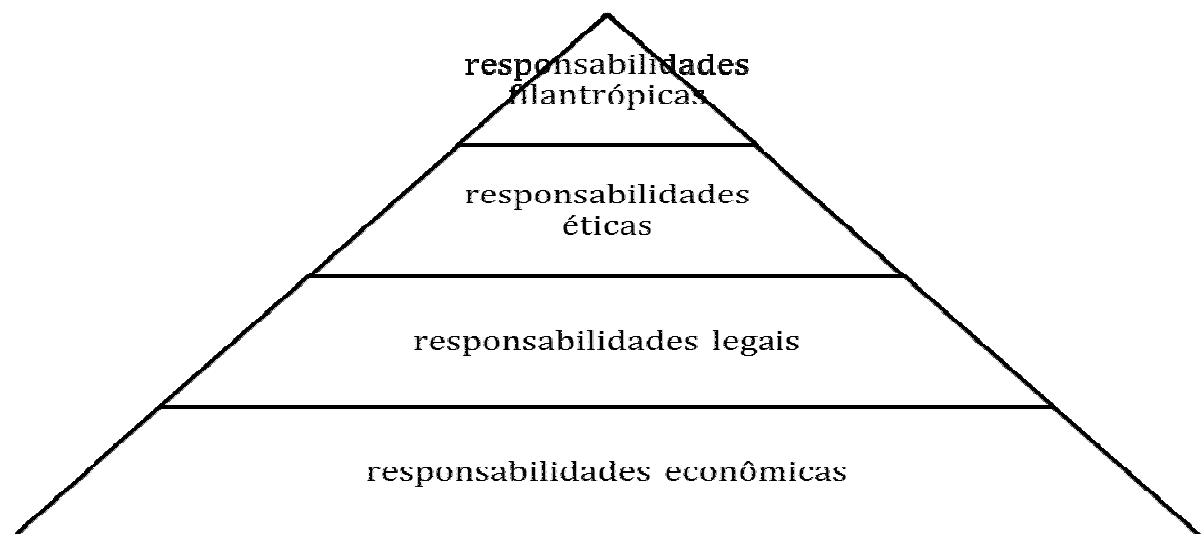 responsabilidades
filantrópicas
responsabilidades
éticas
responsabilidades legais
responsabilidades econômicas